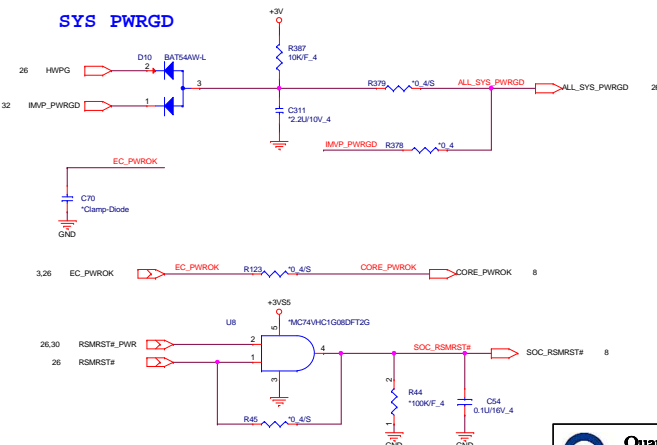 SYS PWRGD
+3V
D10 BAT54AW-L
R387
10K/F_4
26 HWPG
2
3
R379 *0_4/S
ALL_SYS_PWRGD
ALL_SYS_PWRGD
32 IMVP_PWRGD
1
C311
*2.2U/10V_4
IMVP_PWRGD R378 *0_4
EC_PWROK
C70
*Clamp-Diode
GND
3,26 EC_PWROK
EC_PWROK
R123 *0_4/S
CORE_PWROK
CORE_PWROK 8
+3VS5
U8 *MC74VHC1G08DFT2G
5
26,30 RSMRST#_PWR
2
26 RSMRST#
1
4
SOC_RSMRST#
SOC_RSMRST# 8
3
R45 *0_4/S
2
R44
*100K/F_4
1
C54
0.1U/16V_4
GND
GND